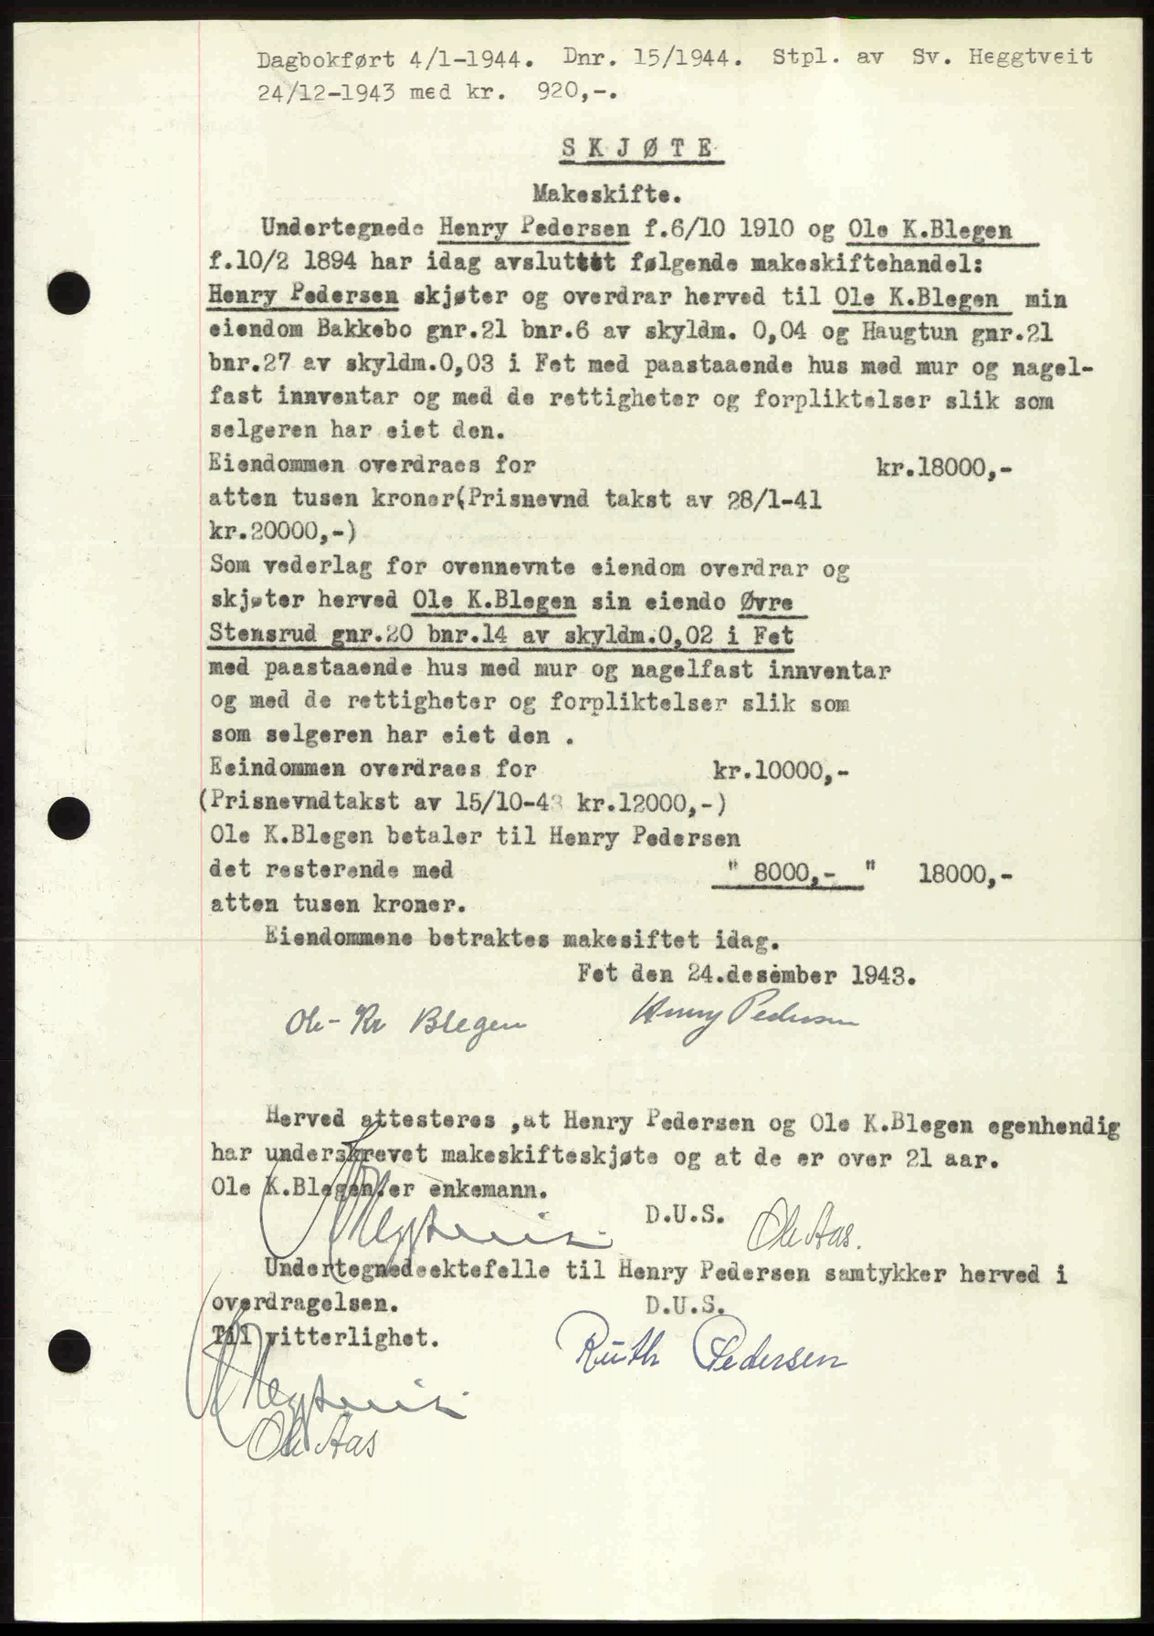 Dagbokført 4/1-1944. Dnr. 15/1944. Stpl. av Sv. Heggtveit
24/12-1943 med kr. 920,-.
SKJØTE
Makeskifte.
Undertegnede Henry Pedersen f.6/10 1910 og Ole K.Blegen
f.10/2 1894 har idag avsluttet følgende makeskiftehandel:
Henry Pedersen skjøter og overdrar herved til Ole K.Blegen min
eiendom Bakkebo gnr.21 bnr.6 av skyldm. 0,04 og Haugtun gnr.21
bnr.27 av skyldm.0,03 i Fet med paastaaende hus med mur og nagel-
fast innventar og med de rettigheter og forpliktelser slik som
selgeren har eiet den.
Eiendommen overdraes for kr.18000,-
atten tusen kroner(Prisnevnd takst av 28/1-41
kr.20000,-)
Som vederlag for ovennevnte eiendom overdrar og
skjøter herved Ole K.Blegen sin eiendo Øvre
Stensrud gnr.20 bnr.14 av skyldm.0,02 i Fet
med paastaaende hus med mur og nagelfast innventar
og med de rettigheter og forpliktelser slik som
som selgeren har eiet den .
Eeindommen overdraes for kr.10000,-
(Prisnevndtakst av 15/10-43 kr.12000,-)
Ole K.Blegen betaler til Henry Pedersen
det resterende med " 8000,- " 18000,-
atten tusen kroner.
Eiendommene betraktes makesiftet idag.
Fet den 24.desember 1943.
Ole Kr Blegen Henry Pedersen
Herved attesteres ,at Henry Pedersen og Ole K.Blegen egenhendig
har underskrevet makeskifteskjøte og at de er over 21 aar.
Ole K.Blegen.er enkemann.
D.U.S. Ole Aas.
Undertegnedeektefelle til Henry Pedersen samtykker herved i
overdragelsen. D.U.S.
Til vitterlighet. Ruth Pedersen
Ole Aas